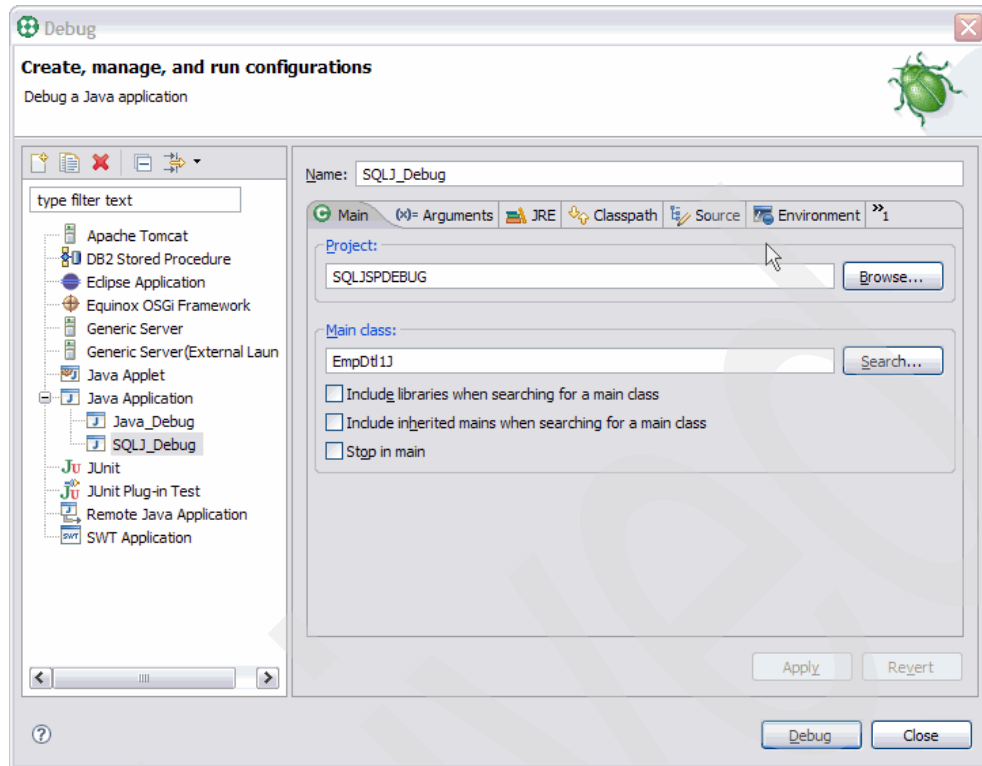 Debug
Create, manage, and run configurations
Debug a Java application
type filter text
Apache Tomcat
DB2 Stored Procedure
Eclipse Application
Equinox OSGi Framework
Generic Server
Generic Server(External Laun
Java Applet
Java Application
Java_Debug
SQLJ_Debug
JUnit
JUnit Plug-in Test
Remote Java Application
SWT Application
Name: SQLJ_Debug
Main (x)= Arguments JRE Classpath Source Environment »1
Project:
SQLJSPDEBUG Browse...
Main class:
EmpDtl1J Search...
Include libraries when searching for a main class
Include inherited mains when searching for a main class
Stop in main
Apply Revert
Debug Close